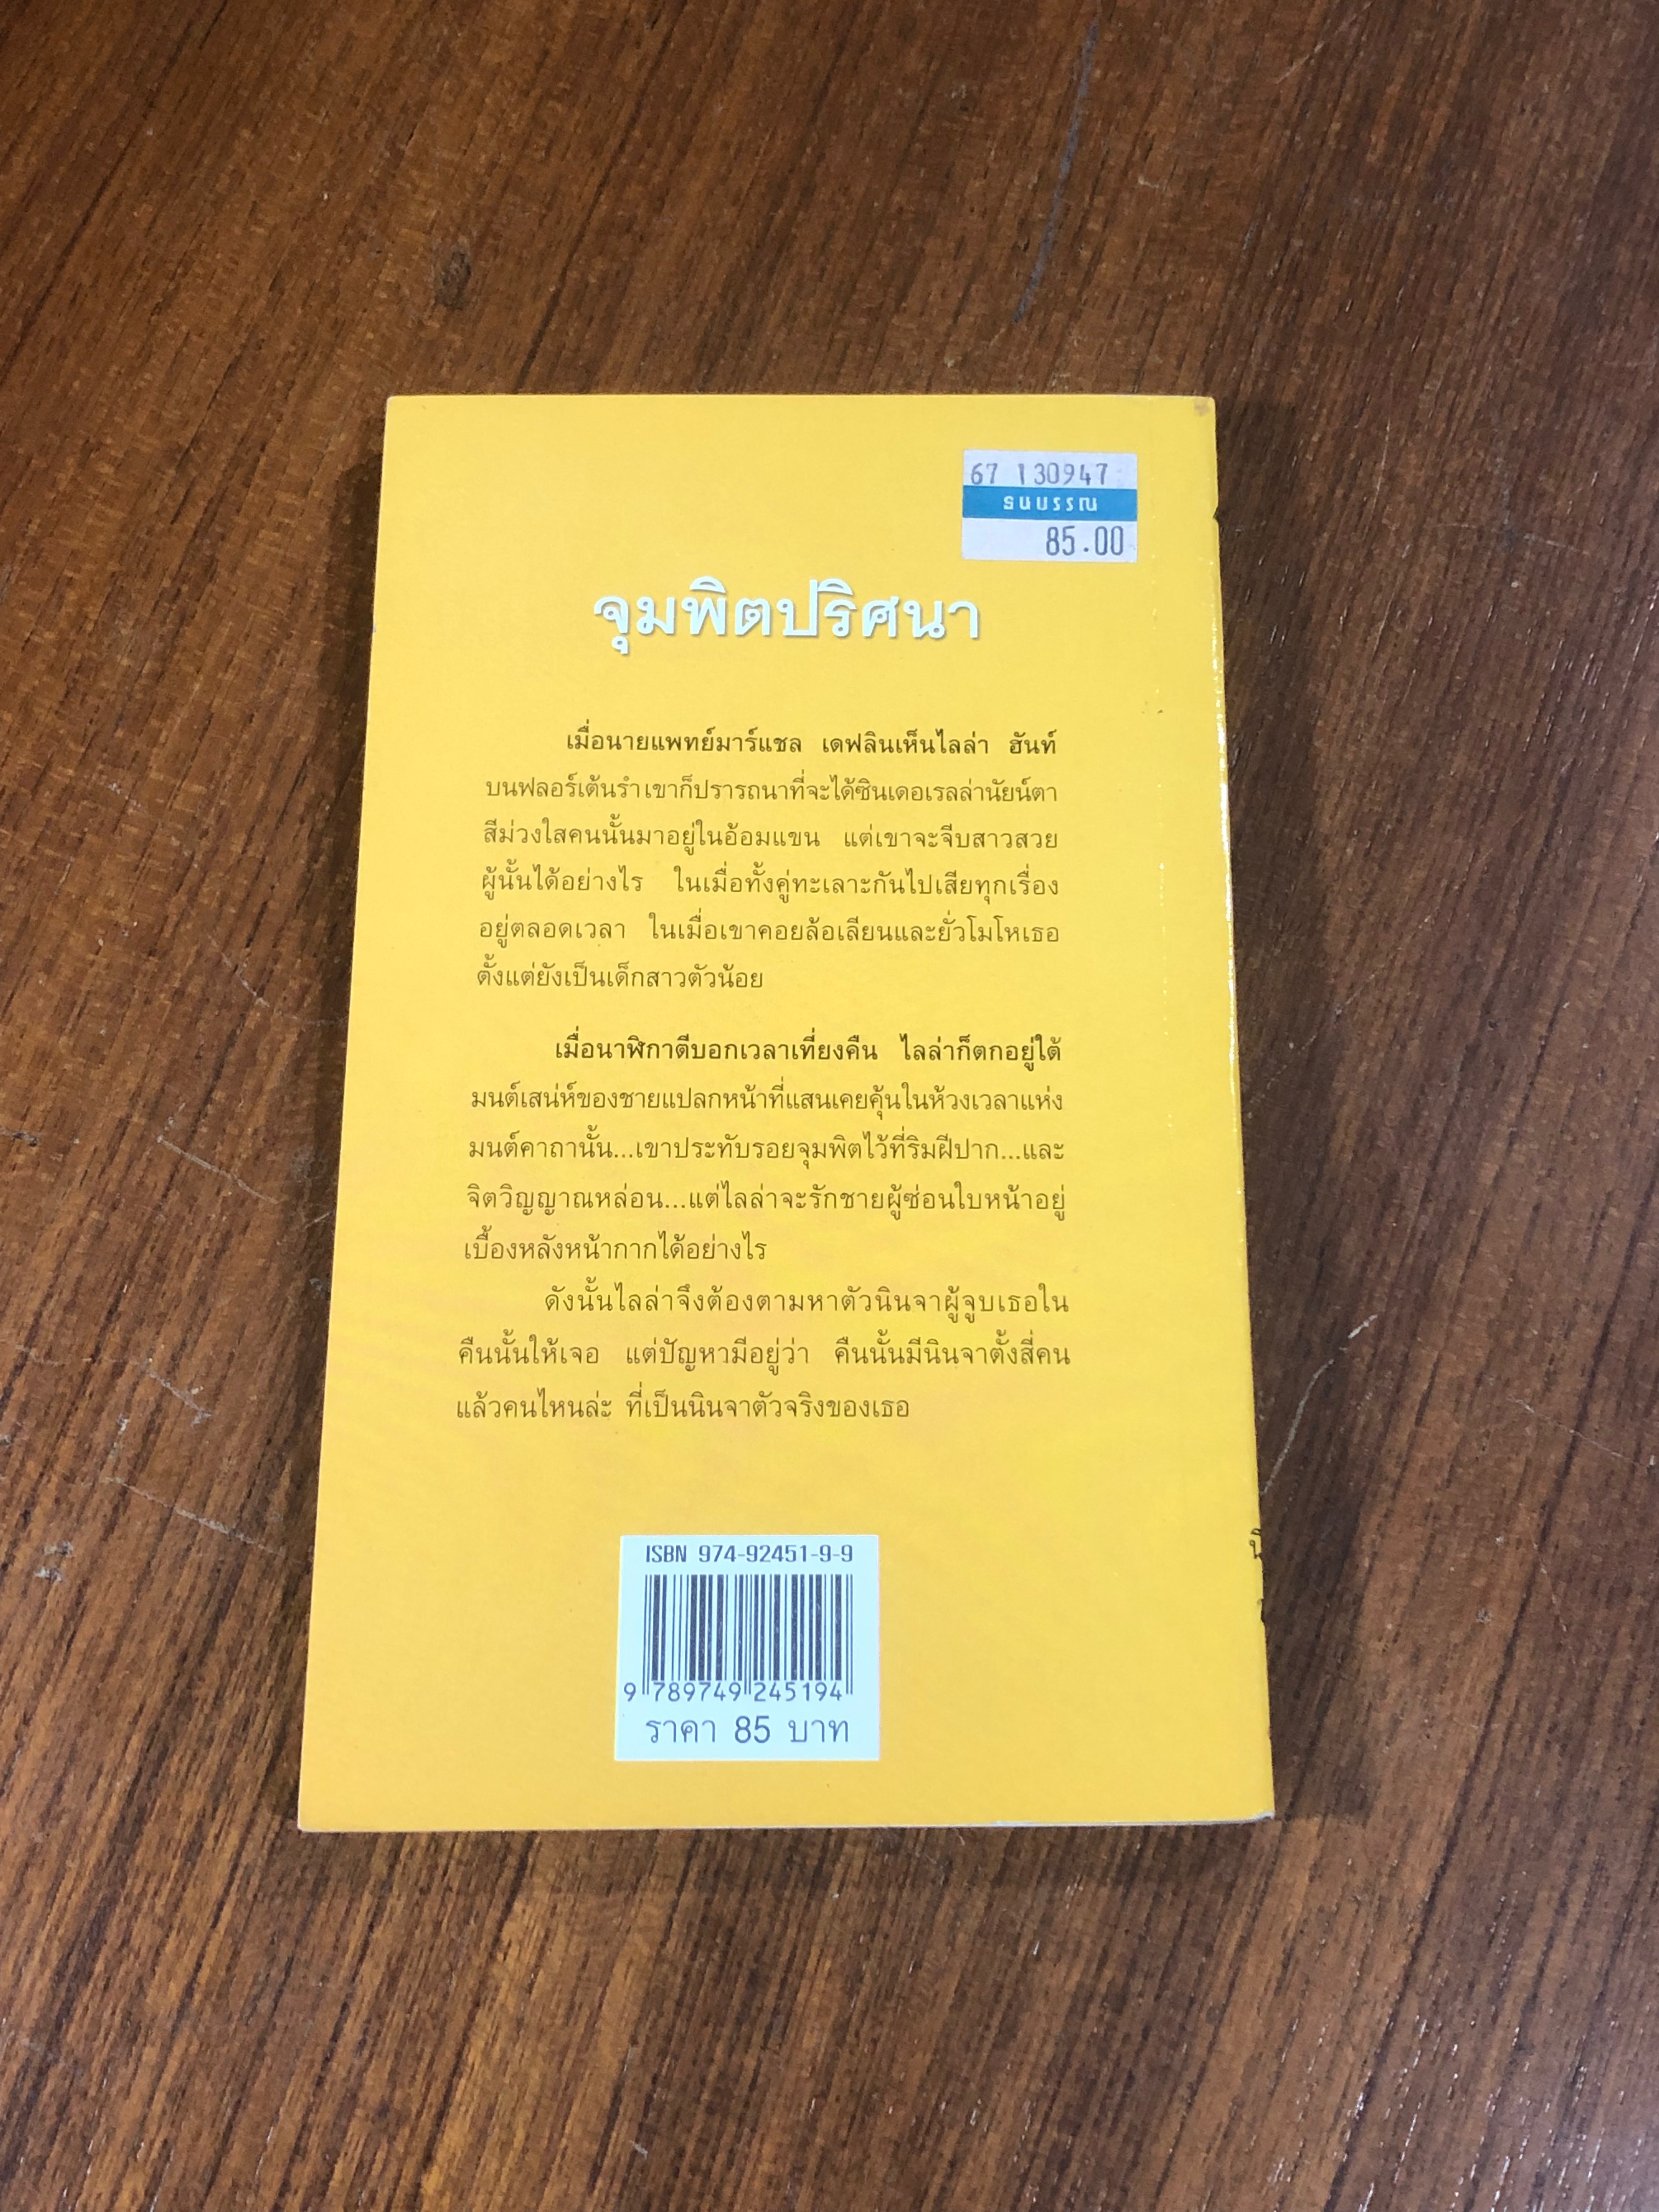 67 130947
ธนบรรณ
85.00
จุมพิตปริศนา
เมื่อนายแพทย์มาร์แชล เดฟลินเห็นไลล่า ฮันท์
บนฟลอร์เต้นรำ เขาก็ปรารถนาที่จะได้ซินเดอเรลล่านัยน์ตา
สีม่วงใสคนนั้นมาอยู่ในอ้อมแขน แต่เขาจะจีบสาวสวย
ผู้นั้นได้อย่างไร ในเมื่อทั้งคู่ทะเลาะกันไปเสียทุกเรื่อง
อยู่ตลอดเวลา ในเมื่อเขาคอยล้อเลียนและยั่วโมโหเธอ
ตั้งแต่ยังเป็นเด็กสาวตัวน้อย
เมื่อนาฬิกาตีบอกเวลาเที่ยงคืน ไลล่าก็ตกอยู่ใต้
มนต์เสน่ห์ของชายแปลกหน้าที่แสนเคยคุ้นในห้วงเวลาแห่ง
มนต์คาถานั้น...เขาประทับรอยจุมพิตไว้ที่ริมฝีปาก...และ
จิตวิญญาณหล่อน...แต่ไลล่าจะรักชายผู้ซ่อนใบหน้าอยู่
เบื้องหลังหน้ากากได้อย่างไร
ดังนั้นไลล่าจึงต้องตามหาตัวนินจาผู้จูบเธอใน
คืนนั้นให้เจอ แต่ปัญหามีอยู่ว่า คืนนั้นมีนินจาตั้งสี่คน
แล้วคนไหนล่ะ ที่เป็นนินจาตัวจริงของเธอ
ISBN 974-92451-9-9
9 789749 245194
ราคา 85 บาท